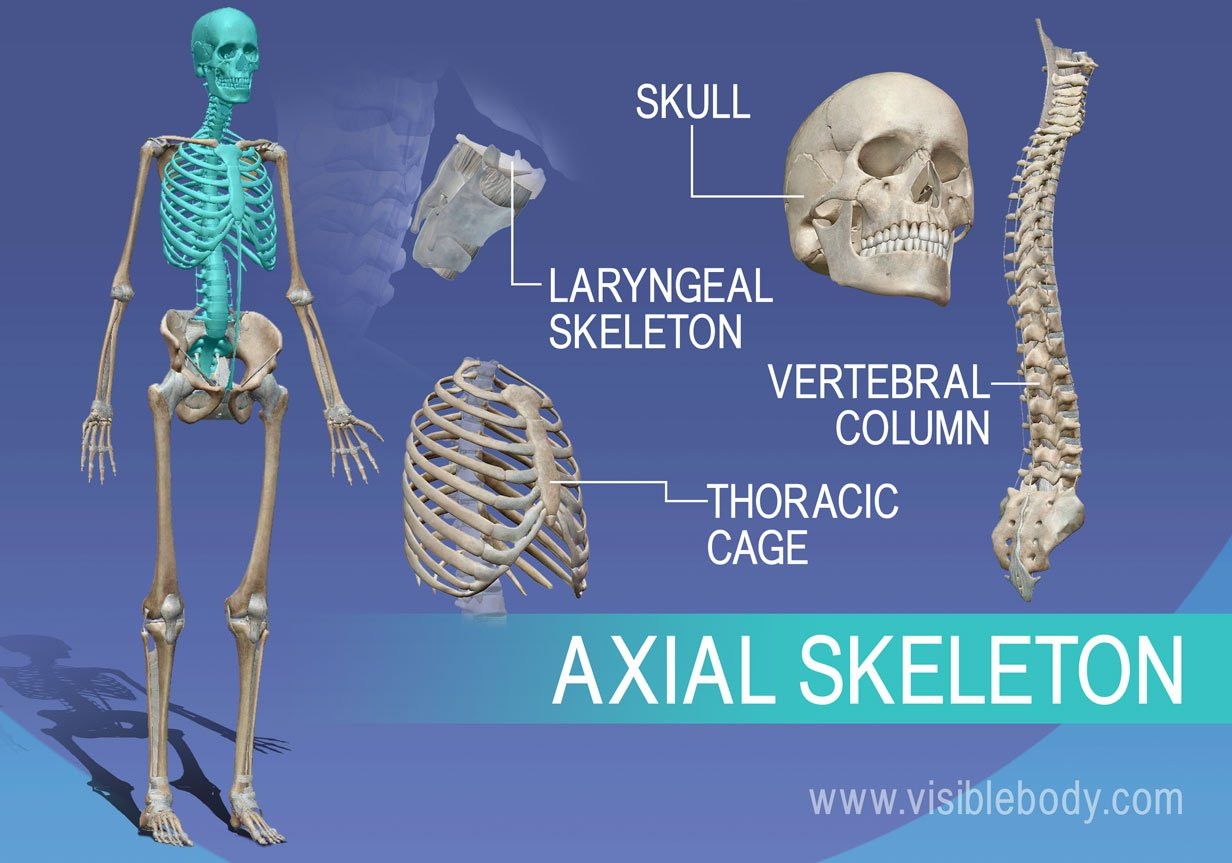 SKULL
LARYNGEAL
SKELETON
VERTEBRAL
COLUMN
THORACIC
CAGE
AXIAL SKELETON
www.visiblebody.com